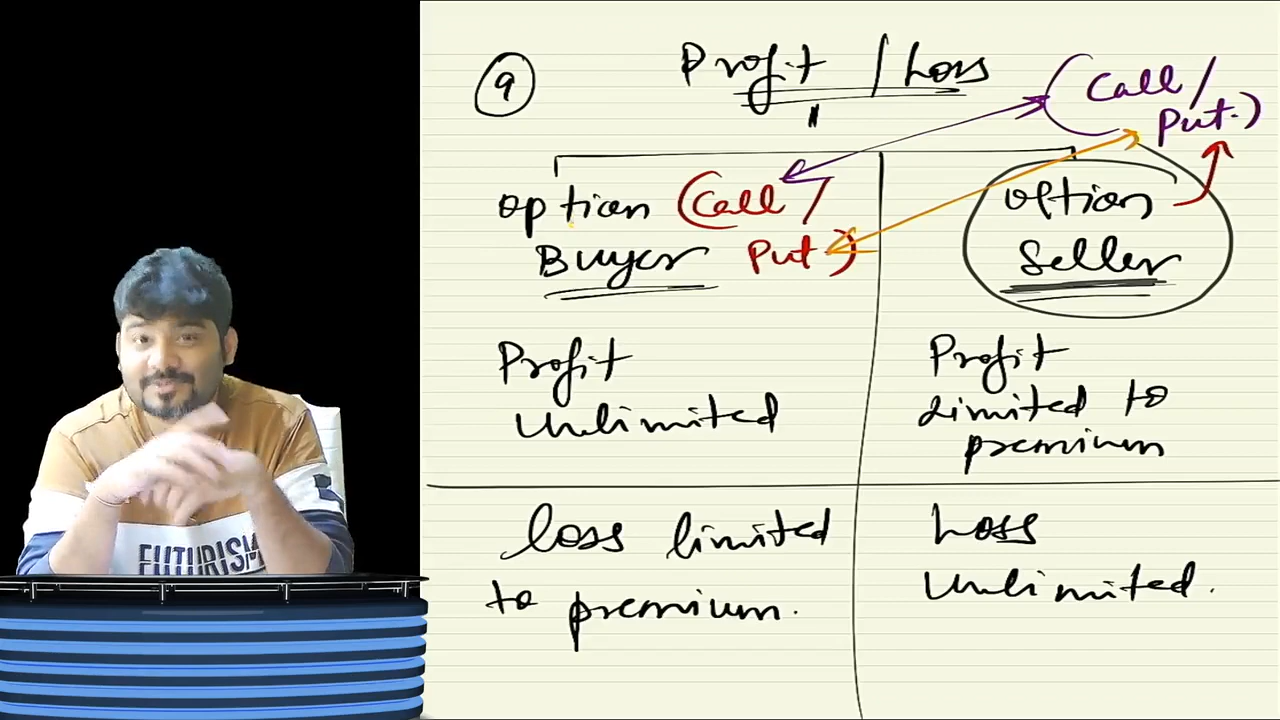 9
Profit / Loss
(Call /
Put.)
option (Call /
Buyer Put)
option
Seller
Profit
Unlimited
Profit
Limited to
premium
loss limited
to premium.
Loss
Unlimited.
FUTURISM